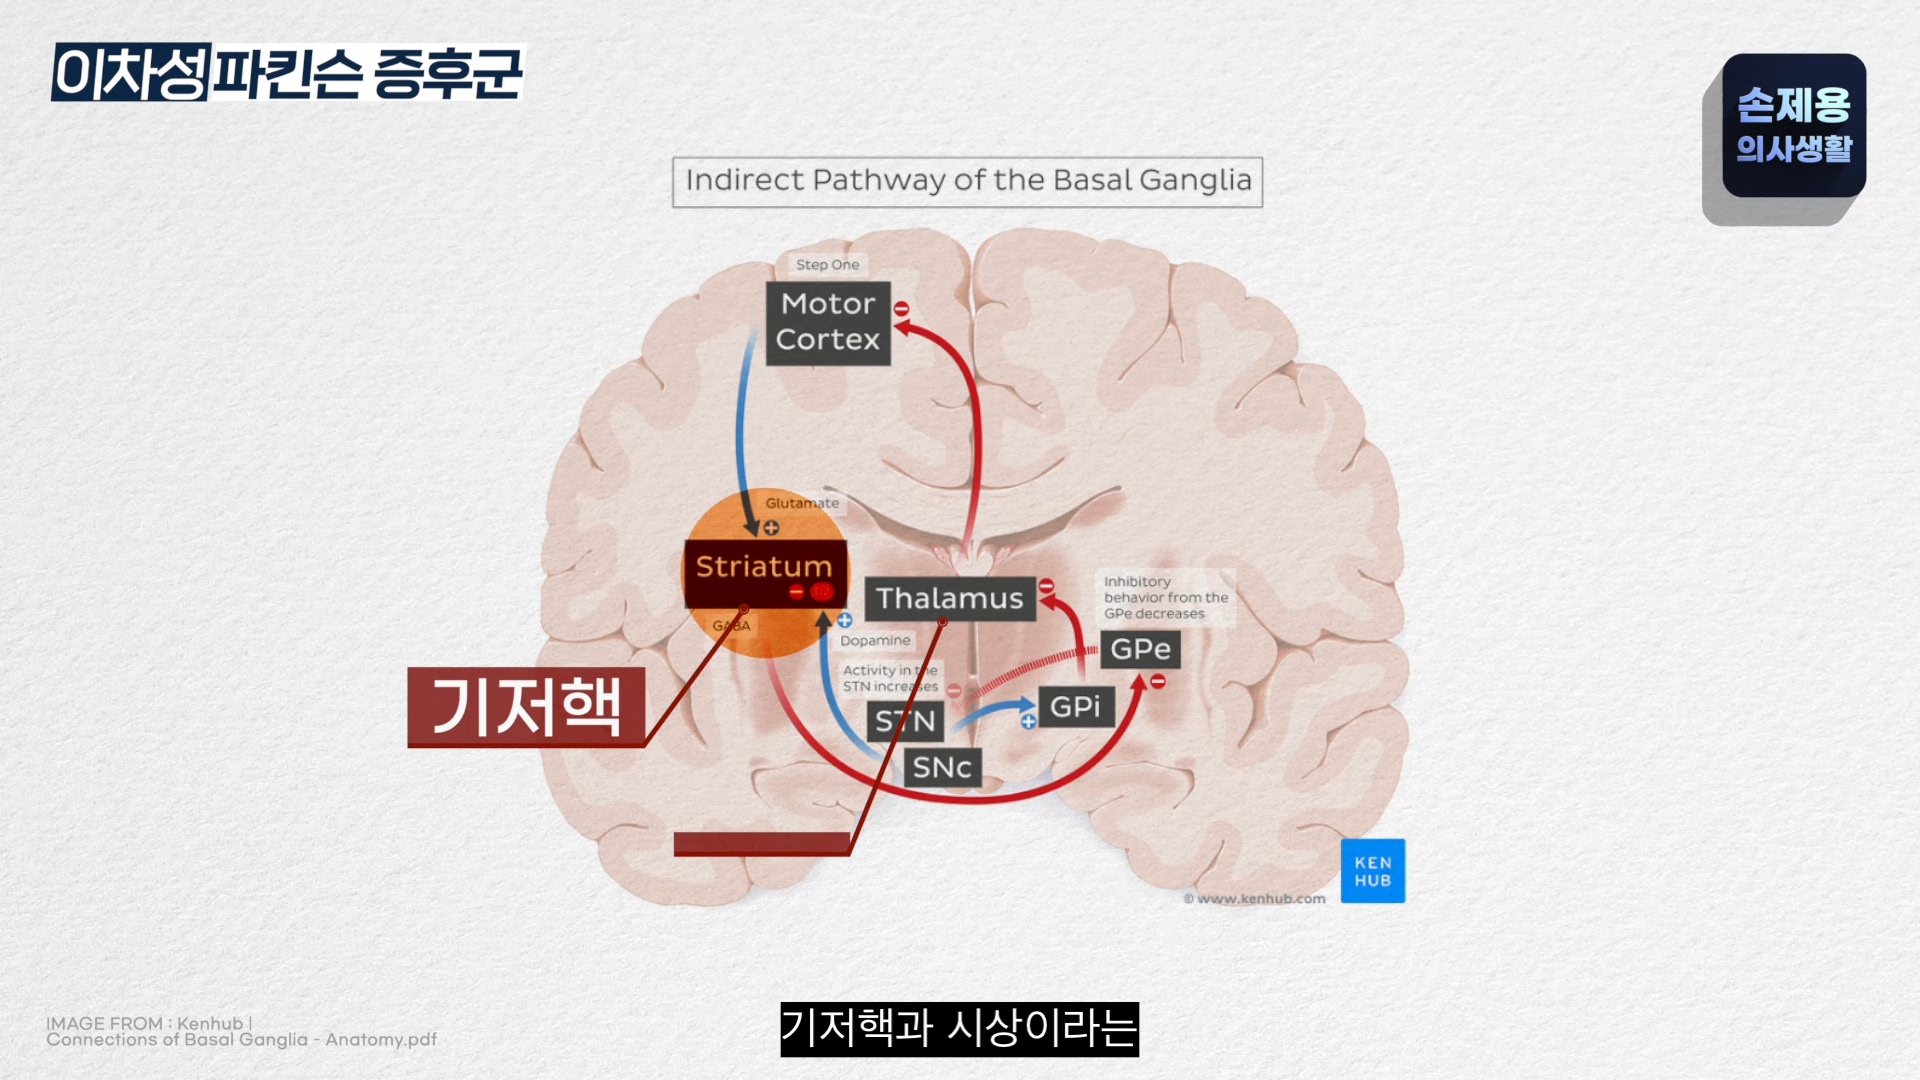 이차성 파킨슨 증후군
손제용
의사생활
Indirect Pathway of the Basal Ganglia
Step One
Motor
Cortex
Glutamate
Striatum
D2
GABA
Thalamus
Dopamine
Inhibitory
behavior from the
GPe decreases
GPe
Activity in the
STN increases
STN
GPi
SNc
기저핵
KEN
HUB
© www.kenhub.com
기저핵과 시상이라는
IMAGE FROM : Kenhub |
Connections of Basal Ganglia - Anatomy.pdf